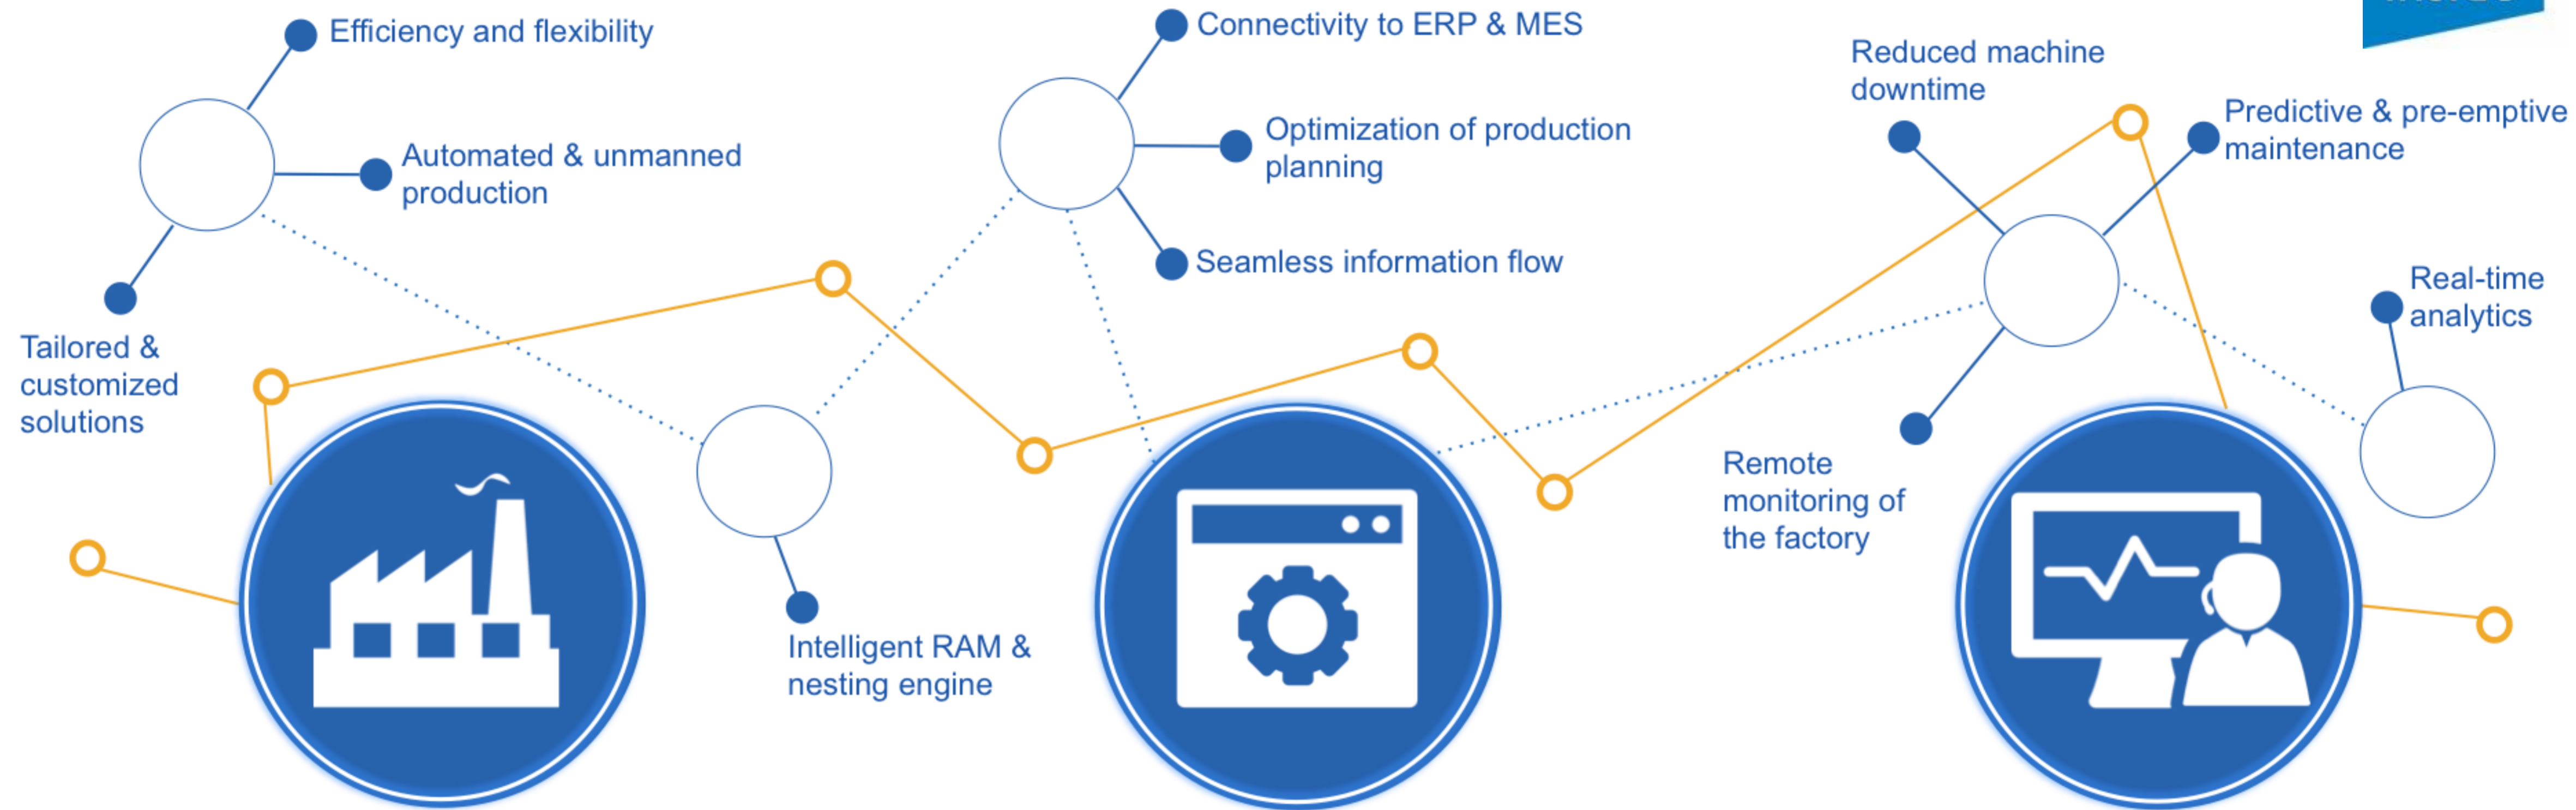 Efficiency and flexibility
Automated & unmanned
production
Tailored &
customized
solutions
Intelligent RAM &
nesting engine
Connectivity to ERP & MES
Optimization of production
planning
Seamless information flow
Reduced machine
downtime
Predictive & pre-emptive
maintenance
Remote
monitoring of
the factory
Real-time
analytics